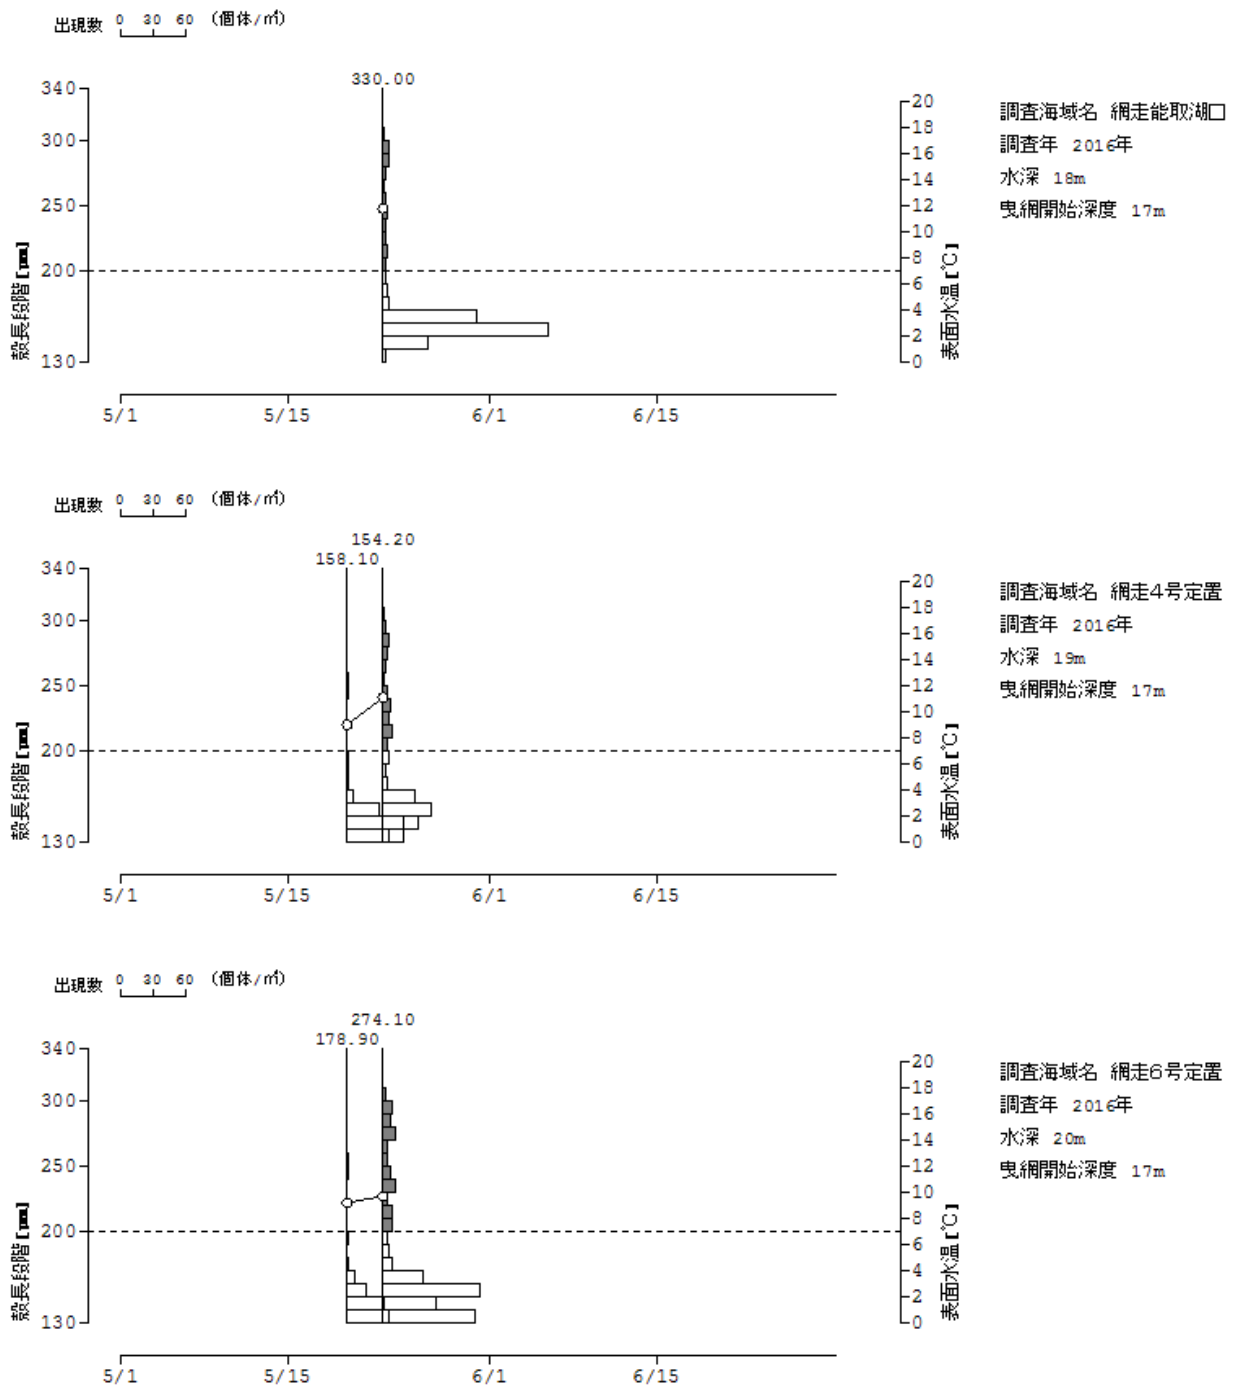 出現数 0 30 60 (個体/㎡)
330.00
340
300
250
200
130
殻長段階[μm]
20
18
16
14
12
10
8
6
4
2
0
表面水温[℃]
調査海域名 網走能取湖口
調査年 2016年
水深 18m
曳網開始深度 17m
5/1 5/15 6/1 6/15
出現数 0 30 60 (個体/㎡)
154.20
158.10
340
300
250
200
130
殻長段階[μm]
20
18
16
14
12
10
8
6
4
2
0
表面水温[℃]
調査海域名 網走4号定置
調査年 2016年
水深 19m
曳網開始深度 17m
5/1 5/15 6/1 6/15
出現数 0 30 60 (個体/㎡)
274.10
178.90
340
300
250
200
130
殻長段階[μm]
20
18
16
14
12
10
8
6
4
2
0
表面水温[℃]
調査海域名 網走6号定置
調査年 2016年
水深 20m
曳網開始深度 17m
5/1 5/15 6/1 6/15